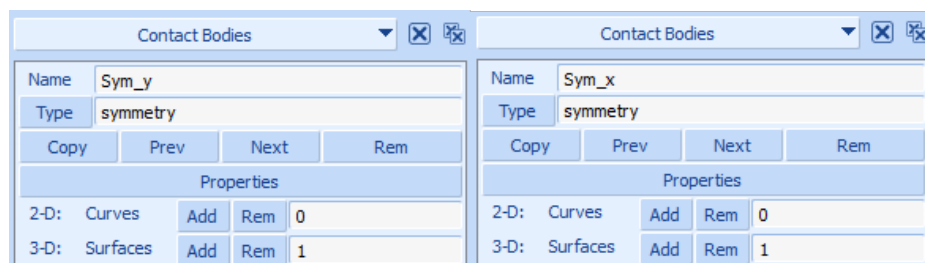 Contact Bodies
Name Sym_y
Type symmetry
Copy Prev Next Rem
Properties
2-D: Curves Add Rem 0
3-D: Surfaces Add Rem 1
Contact Bodies
Name Sym_x
Type symmetry
Copy Prev Next Rem
Properties
2-D: Curves Add Rem 0
3-D: Surfaces Add Rem 1